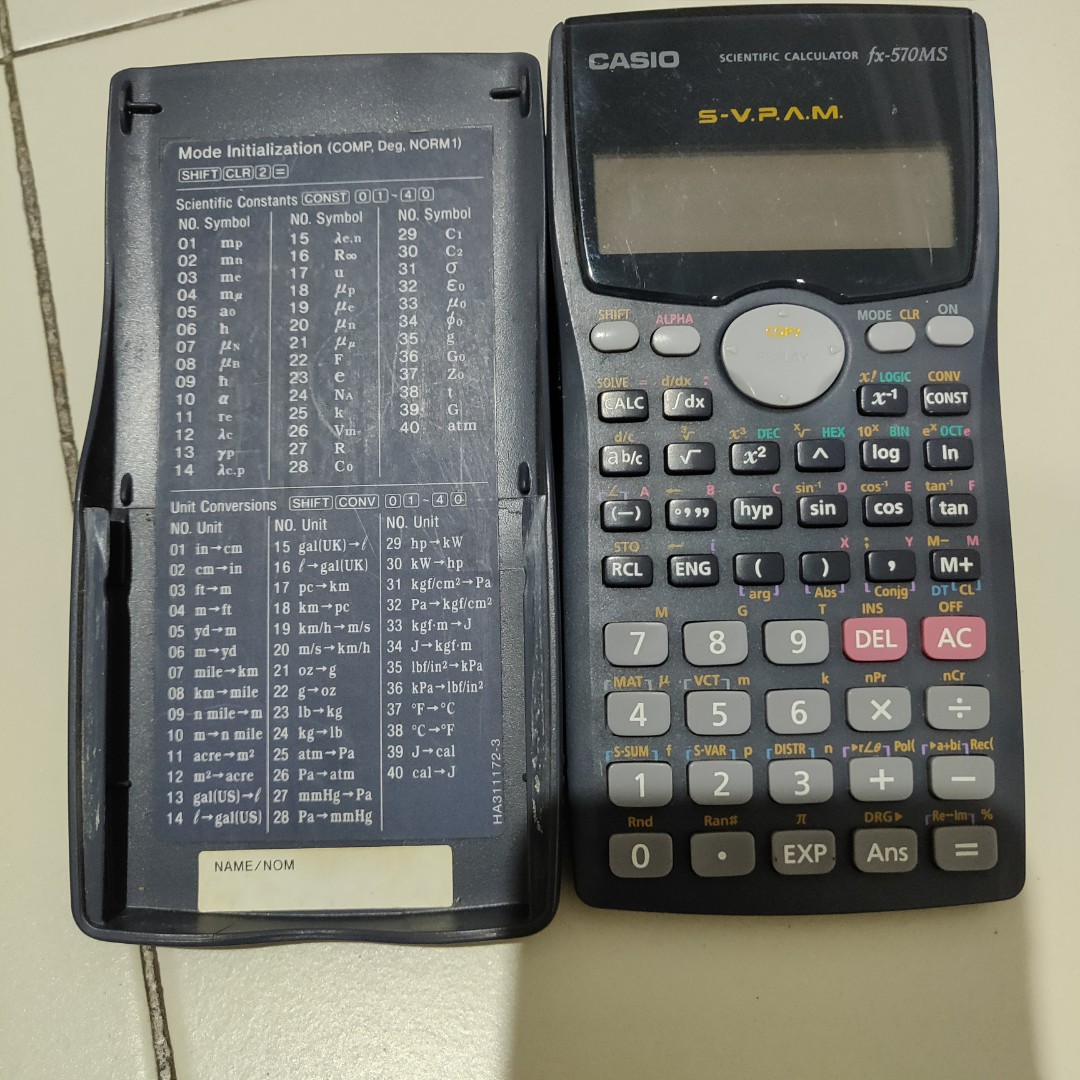 Mode Initialization (COMP, Deg, NORM1)
SHIFT CLR 2 =
Scientific Constants CONST 0 1 ~ 4 0
NO. Symbol
01 mp
02 mn
03 me
04 mμ
05 a0
06 h
07 μN
08 μB
09 ħ
10 α
11 re
12 λc
13 γp
14 λc.p
NO. Symbol
15 λc.n
16 R∞
17 u
18 μp
19 μe
20 μn
21 μμ
22 F
23 e
24 NA
25 k
26 Vm
27 R
28 C0
NO. Symbol
29 C1
30 C2
31 σ
32 ε0
33 μ0
34 ϕ0
35 g
36 G0
37 Z0
38 t
39 G
40 atm
Unit Conversions SHIFT CONV 0 1 ~ 4 0
NO. Unit
01 in→cm
02 cm→in
03 ft→m
04 m→ft
05 yd→m
06 m→yd
07 mile→km
08 km→mile
09 n mile→m
10 m→n mile
11 acre→m²
12 m²→acre
13 gal(US)→ℓ
14 ℓ→gal(US)
NO. Unit
15 gal(UK)→ℓ
16 ℓ→gal(UK)
17 pc→km
18 km→pc
19 km/h→m/s
20 m/s→km/h
21 oz→g
22 g→oz
23 lb→kg
24 kg→lb
25 atm→Pa
26 Pa→atm
27 mmHg→Pa
28 Pa→mmHg
NO. Unit
29 hp→kW
30 kW→hp
31 kgf/cm²→Pa
32 Pa→kgf/cm²
33 kgf·m→J
34 J→kgf·m
35 lbf/in²→kPa
36 kPa→lbf/in²
37 °F→°C
38 °C→°F
39 J→cal
40 cal→J
HA311172-3
NAME/NOM
CASIO SCIENTIFIC CALCULATOR fx-570MS
S-V.P.A.M.
SHIFT ALPHA COPY MODE CLR ON
REPLAY
SOLVE = d/dx : x! LOGIC CONV
CALC ∫dx x⁻¹ CONST
d/c ³√ x³ DEC ˣ√ HEX 10ˣ BIN eˣ OCT e
a b/c √ x² ^ log ln
∠ A ← B C sin⁻¹ D cos⁻¹ E tan⁻¹ F
(−) °,,, hyp sin cos tan
STO ← i X ; Y M− M
RCL ENG ( ) , M+
arg Abs Conjg DT CL
M G T INS OFF
7 8 9 DEL AC
MAT μ VCT m k nPr nCr
4 5 6 × ÷
S-SUM f S-VAR p DISTR n ▶r∠θ Pol( ▶a+bi Rec(
1 2 3 + −
Rnd Ran# π DRG▶ Re↔Im %
0 . EXP Ans =